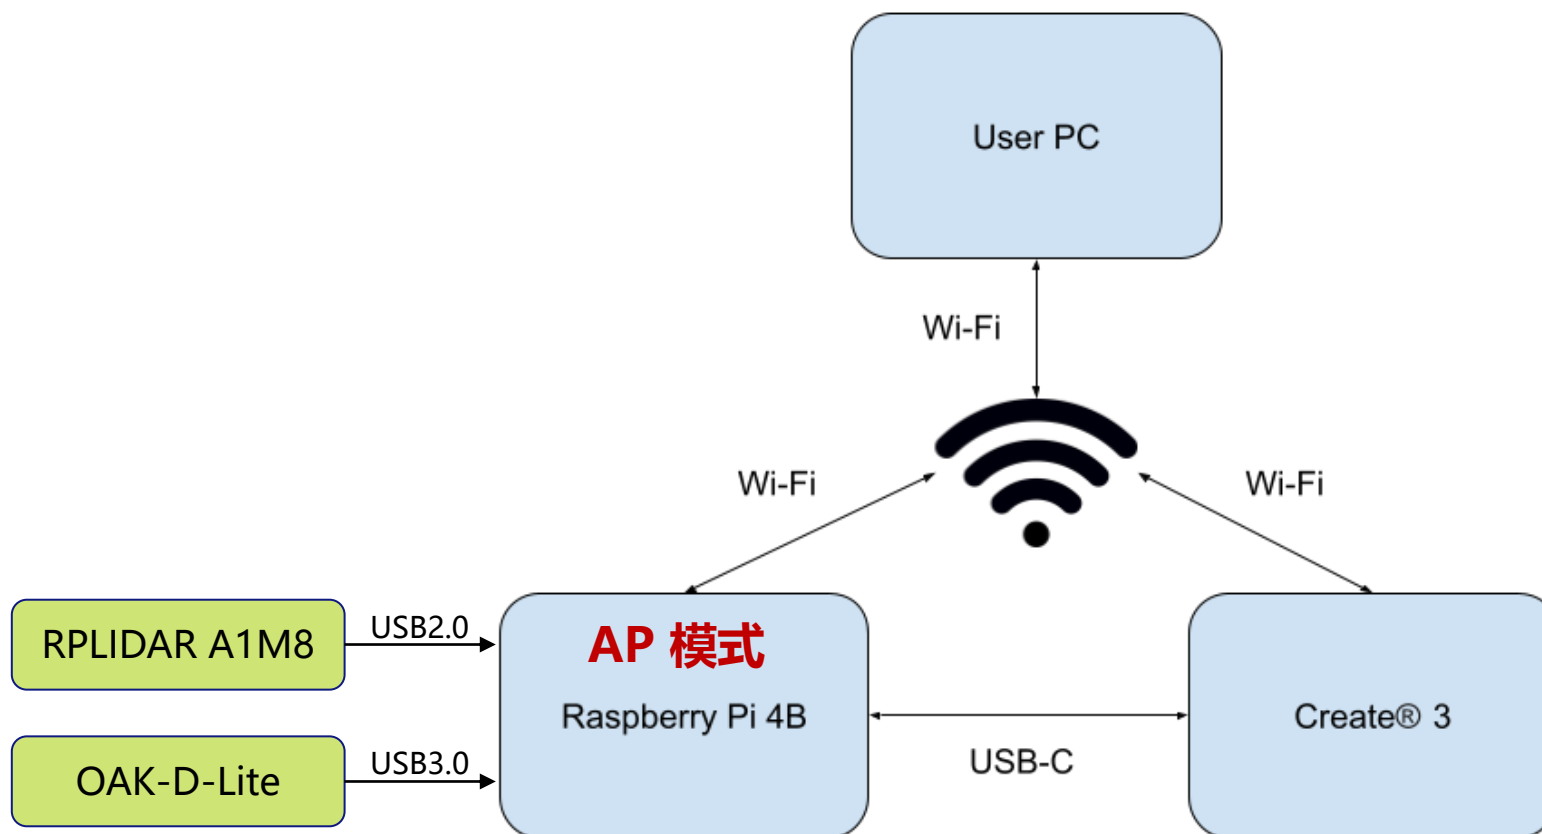 User PC
Wi-Fi
Wi-Fi
Wi-Fi
RPLIDAR A1M8
USB2.0
AP 模式
Raspberry Pi 4B
Create® 3
USB-C
OAK-D-Lite
USB3.0